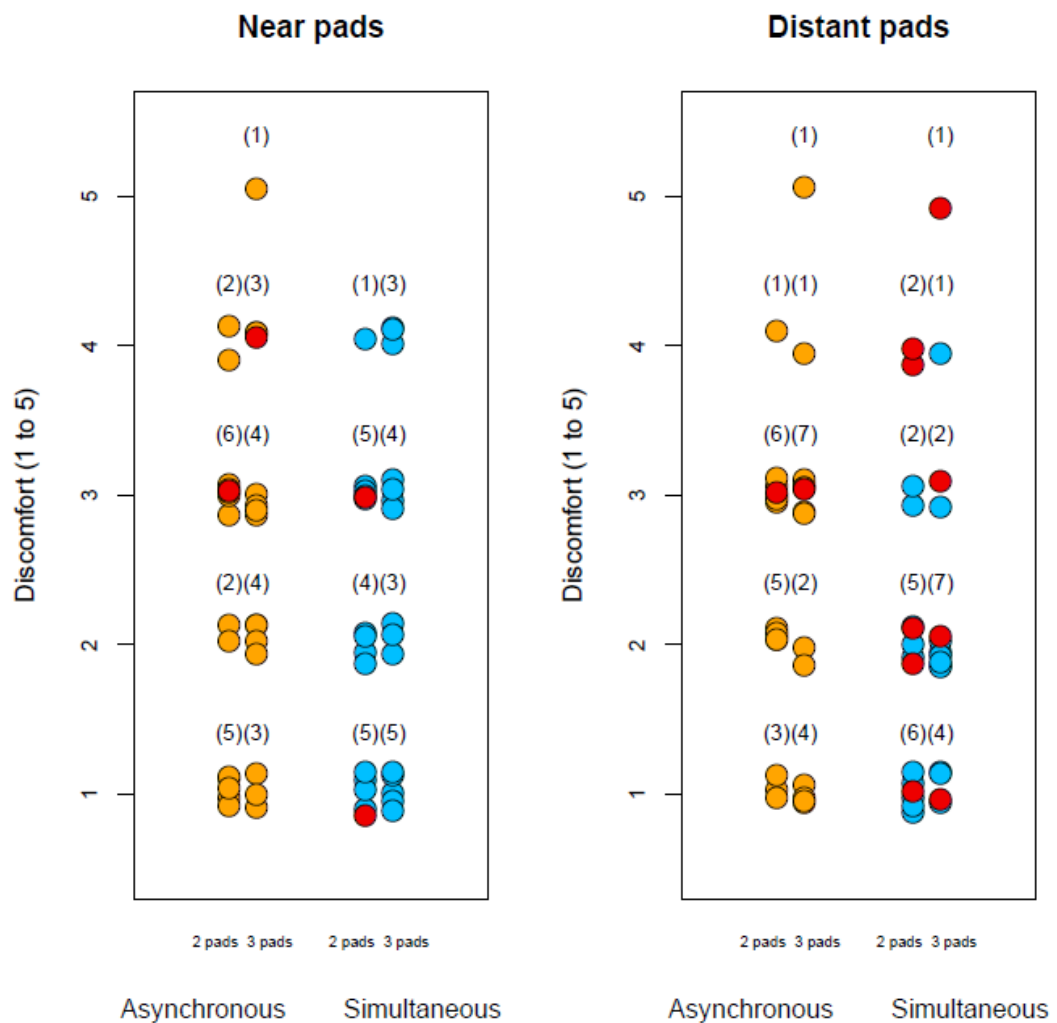 Near pads
Distant pads
(1)
(1)
(1)
5
5
(2)(3)
(1)(3)
(1)(1)
(2)(1)
4
4
(6)(4)
(5)(4)
(6)(7)
(2)(2)
3
3
(2)(4)
(4)(3)
(5)(2)
(5)(7)
2
2
(5)(3)
(5)(5)
(3)(4)
(6)(4)
1
1
Discomfort (1 to 5)
Discomfort (1 to 5)
2 pads 3 pads
2 pads 3 pads
2 pads 3 pads
2 pads 3 pads
Asynchronous
Simultaneous
Asynchronous
Simultaneous